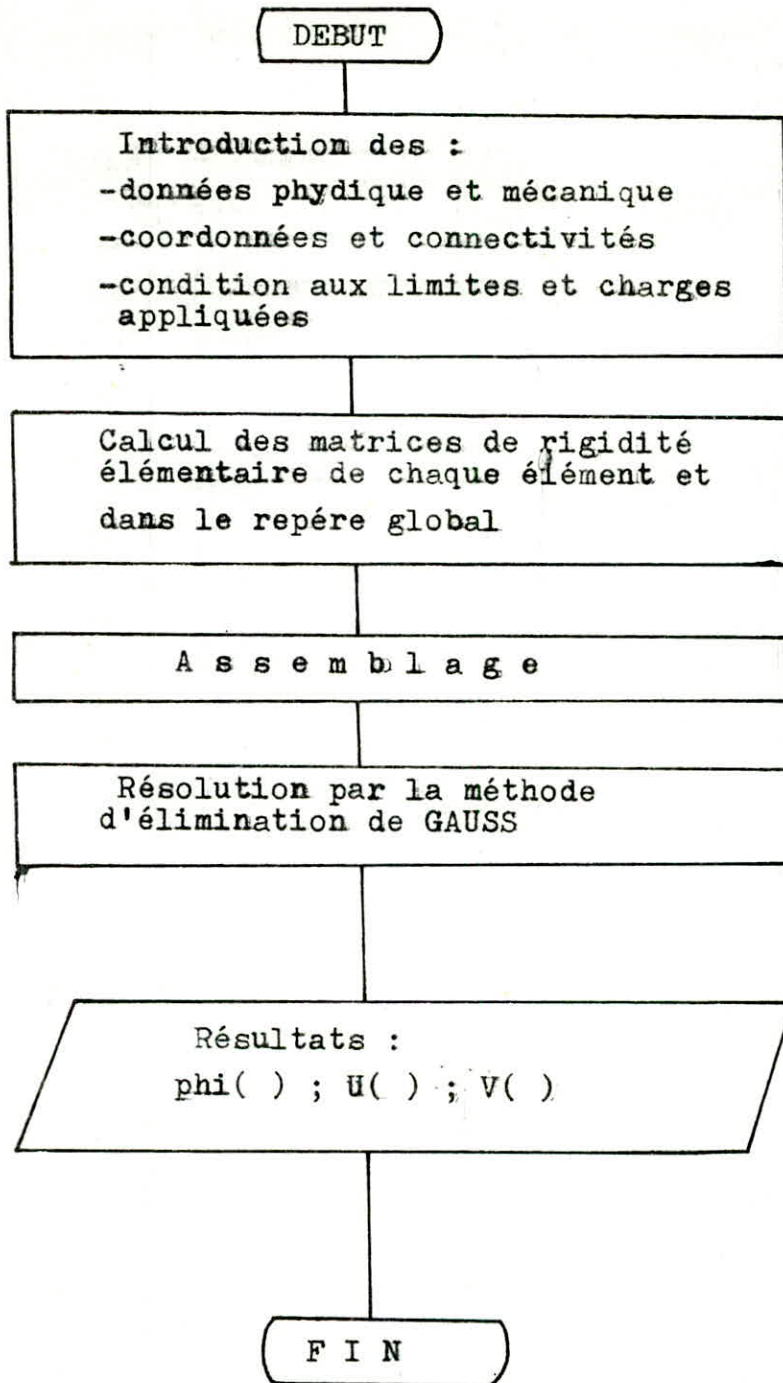 DEBUT
Introduction des :
-données phydique et mécanique
-coordonnées et connectivités
-condition aux limites et charges
appliquées
Calcul des matrices de rigidité
élémentaire de chaque élément et
dans le repére global
A s s e m b l a g e
Résolution par la méthode
d'élimination de GAUSS
Résultats :
phi( ) ; U( ) ; V( )
F I N